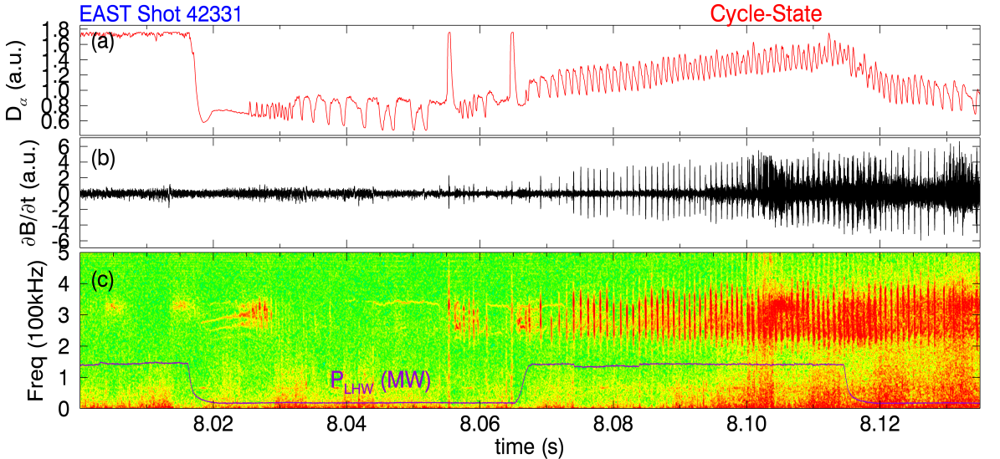 EAST Shot 42331 Cycle-State
(a)
Dα (a.u.)
1.8
1.6
1.4
1.2
1.0
0.8
0.6
(b)
∂B/∂t (a.u.)
6
4
2
0
-2
-4
-6
(c)
Freq (100kHz)
5
4
3
2
1
0
P_LHW (MW)
8.02 8.04 8.06 8.08 8.10 8.12
time (s)